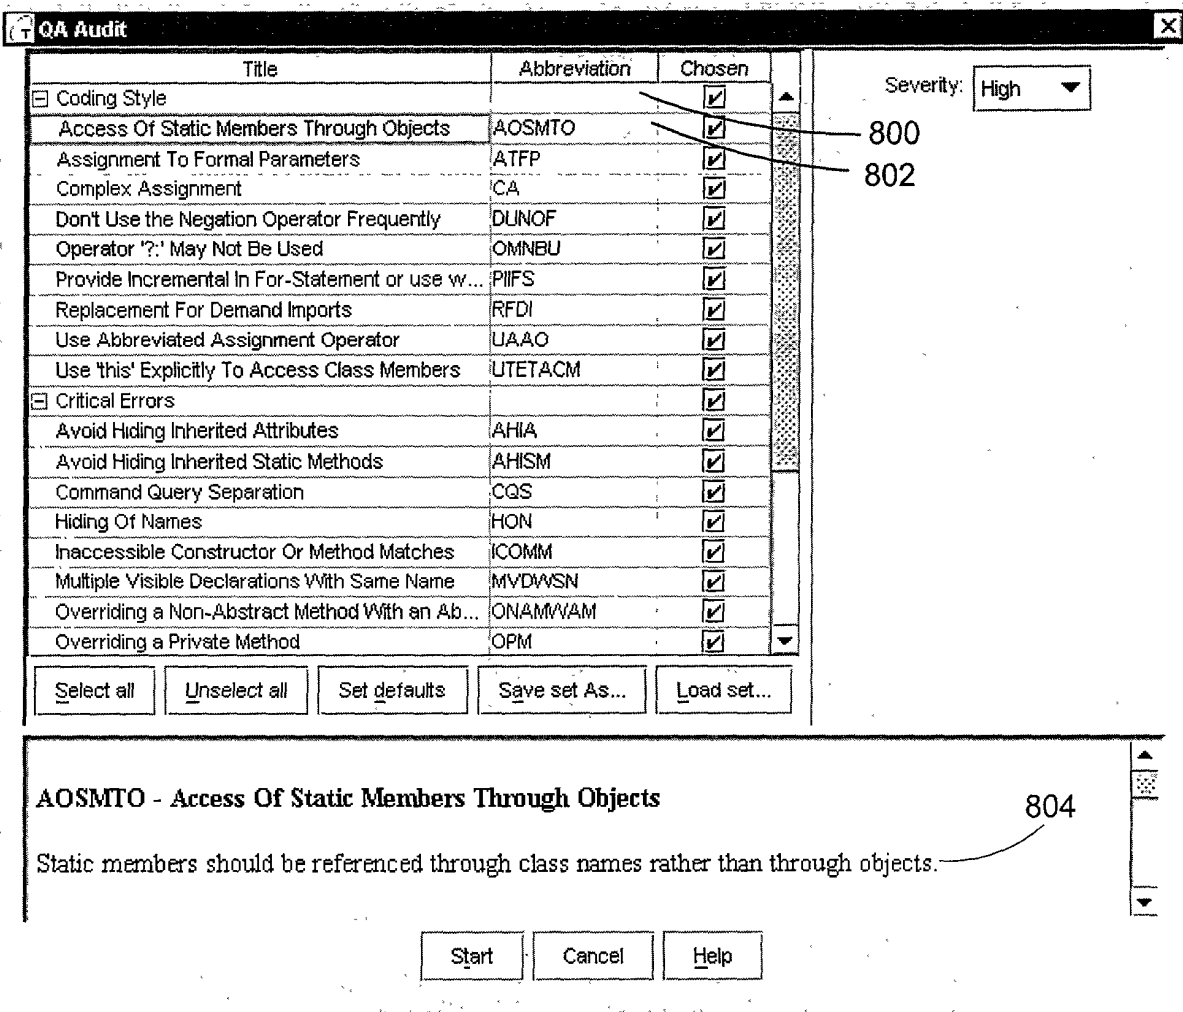 QA Audit
Title Abbreviation Chosen
Severity: High
Coding Style
800
Access Of Static Members Through Objects AOSMTO
802
Assignment To Formal Parameters ATFP
Complex Assignment CA
Don't Use the Negation Operator Frequently DUNOF
Operator '?:' May Not Be Used OMNBU
Provide Incremental In For-Statement or use w... PIIFS
Replacement For Demand Imports RFDI
Use Abbreviated Assignment Operator UAAO
Use 'this' Explicitly To Access Class Members UTETACM
Critical Errors
Avoid Hiding Inherited Attributes AHIA
Avoid Hiding Inherited Static Methods AHISM
Command Query Separation CQS
Hiding Of Names HON
Inaccessible Constructor Or Method Matches ICOMM
Multiple Visible Declarations With Same Name MVDWSN
Overriding a Non-Abstract Method With an Ab... ONAMWAM
Overriding a Private Method OPM
Select all Unselect all Set defaults Save set As... Load set...
AOSMTO - Access Of Static Members Through Objects
804
Static members should be referenced through class names rather than through objects.
Start Cancel Help